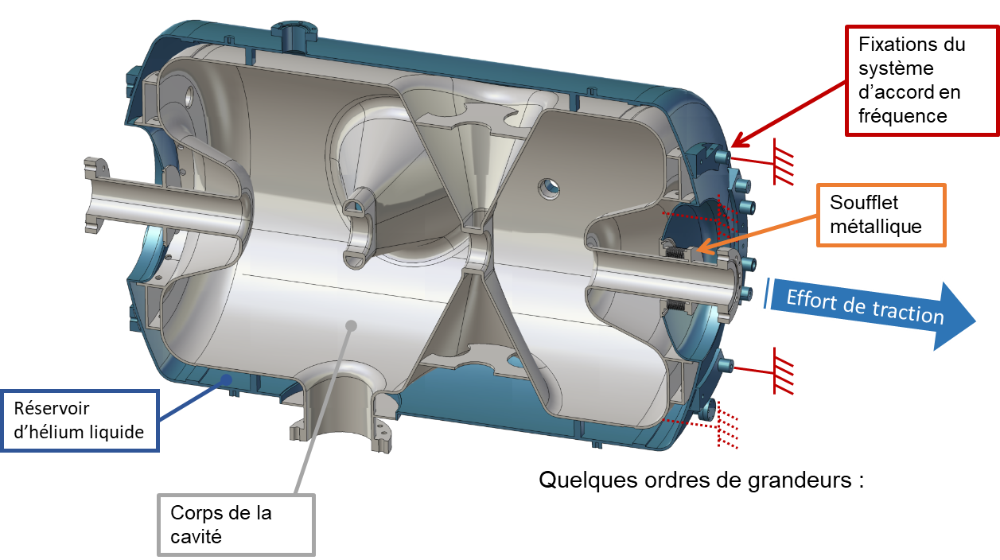 Fixations du
système
d’accord en
fréquence
Soufflet
métallique
Effort de traction
Réservoir
d’hélium liquide
Quelques ordres de grandeurs :
Corps de la
cavité